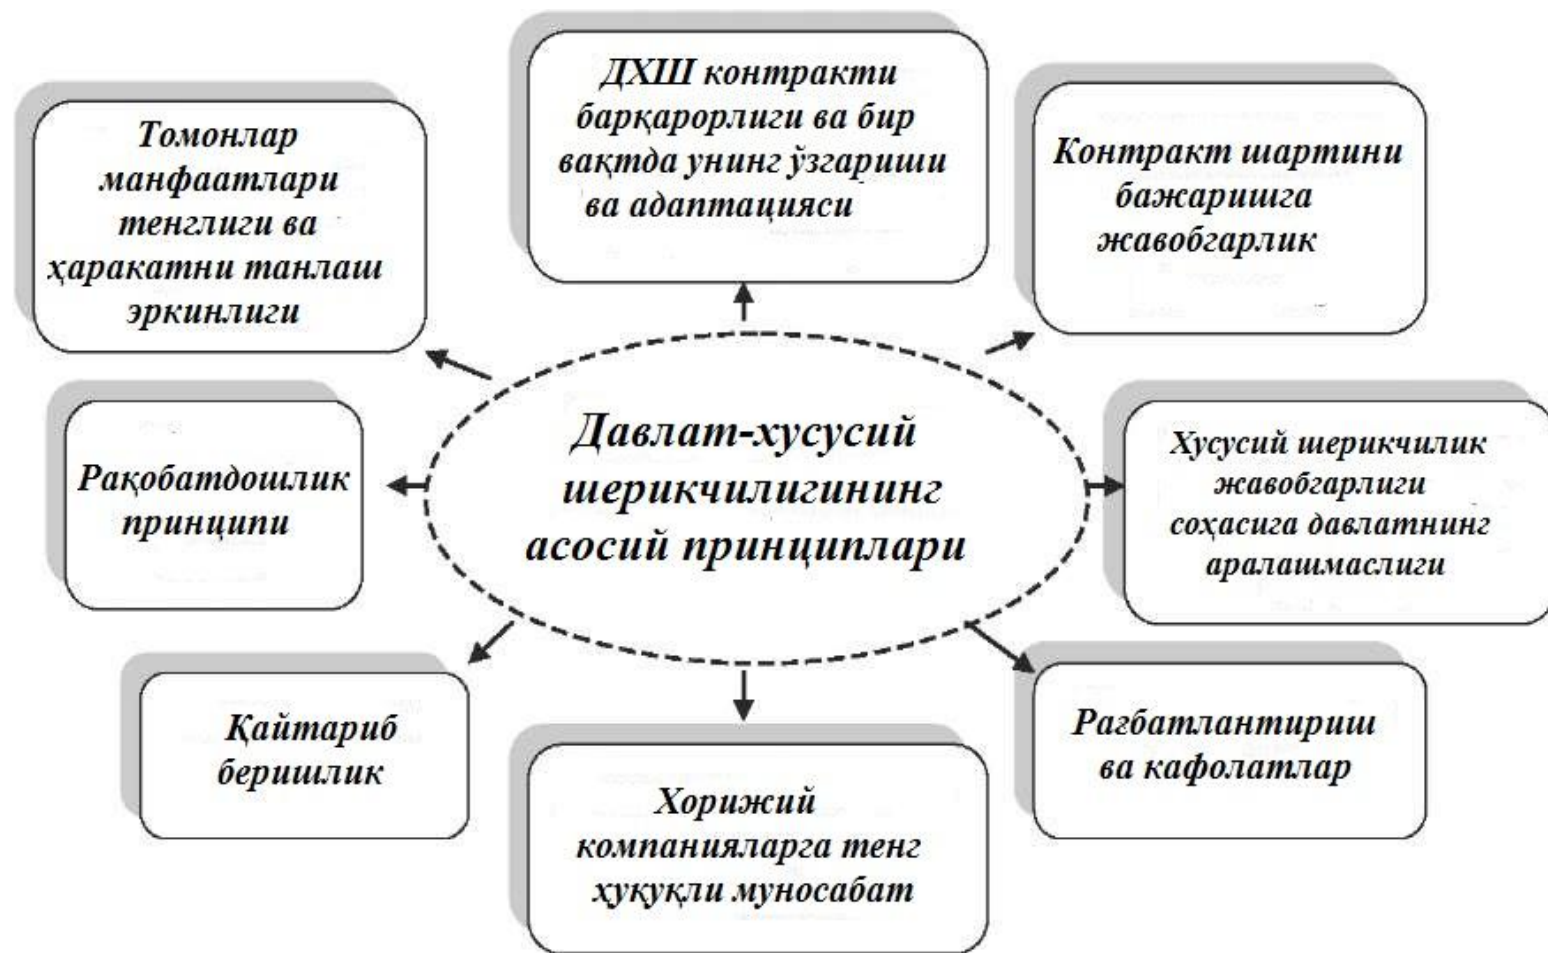 ДХШ контракти
барқарорлиги ва бир
вақтда унинг ўзгариши
ва адаптацияси
Томонлар
манфаатлари
тенглиги ва
ҳаракатни танлаш
эркинлиги
Контракт шартини
бажаришга
жавобгарлик
Давлат-хусусий
шерикчилигининг
асосий принциплари
Рақобатдошлик
принципи
Хусусий шерикчилик
жавобгарлиги
соҳасига давлатнинг
аралашмаслиги
Қайтариб
беришлик
Хорижий
компанияларга тенг
ҳуқуқли муносабат
Рағбатлантириш
ва кафолатлар